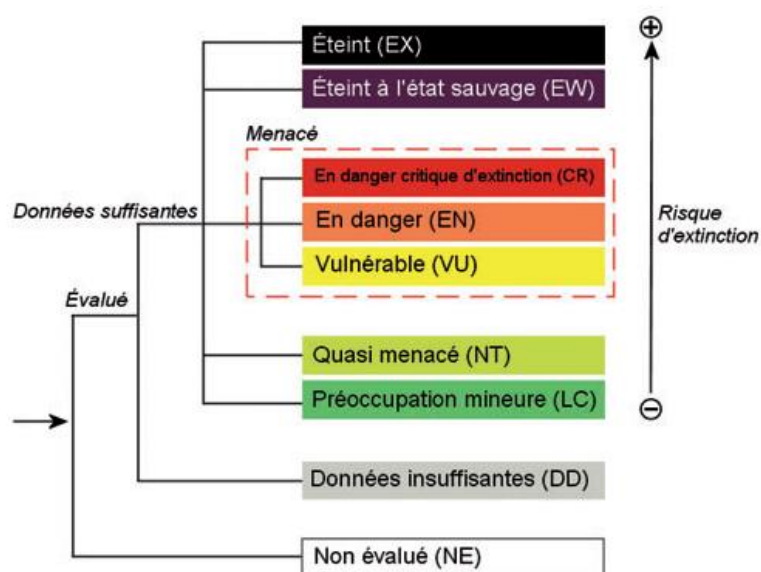 Éteint (EX)
Éteint à l'état sauvage (EW)
Menacé
En danger critique d'extinction (CR)
Données suffisantes
En danger (EN)
Risque
d'extinction
Vulnérable (VU)
Évalué
Quasi menacé (NT)
Préoccupation mineure (LC)
Données insuffisantes (DD)
Non évalué (NE)